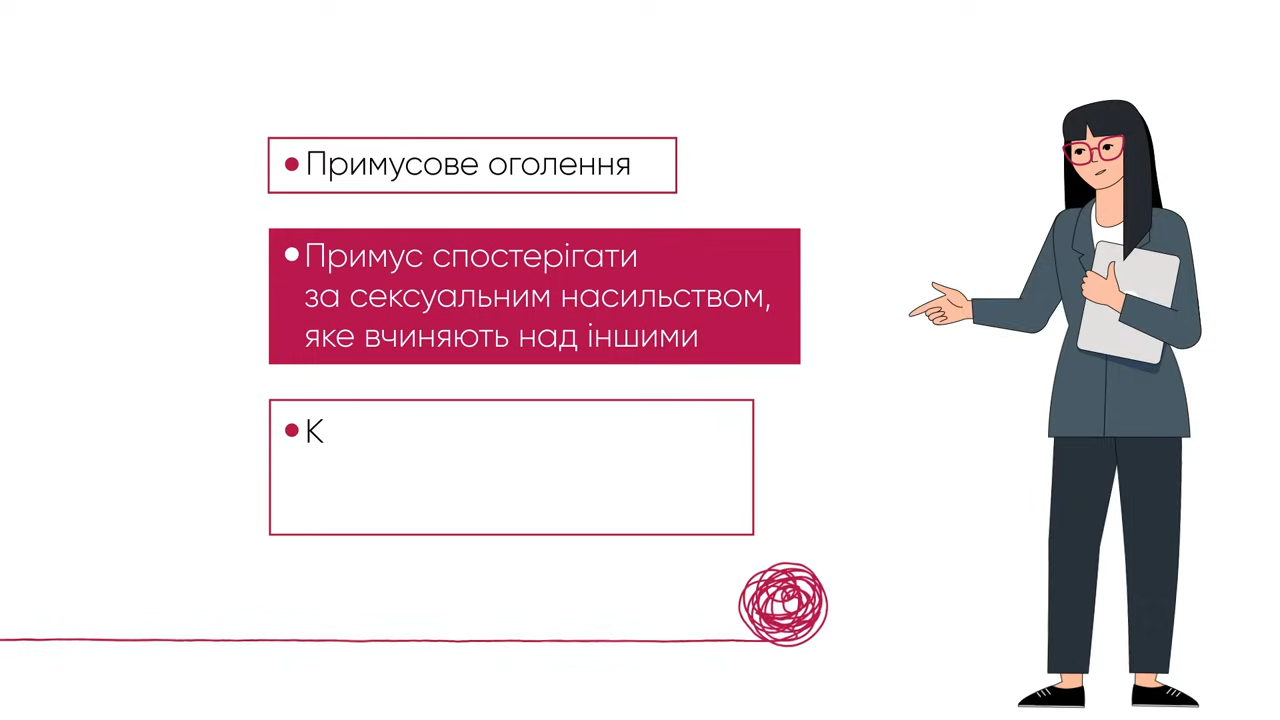 Примусове оголення
Примус спостерігати
за сексуальним насильством,
яке вчиняють над іншими
К